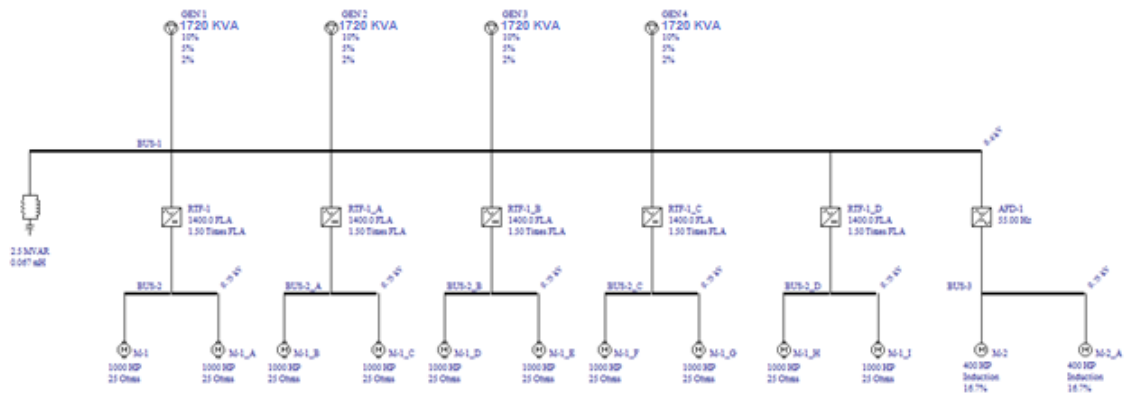 GEN 1
1720 KVA
10%
5%
2%
GEN 2
1720 KVA
10%
5%
2%
GEN 3
1720 KVA
10%
5%
2%
GEN 4
1720 KVA
10%
5%
2%
BUS-1
RTF-1
1400.0 FLA
1.50 Times FLA
RTF-1_A
1400.0 FLA
1.50 Times FLA
RTF-1_B
1400.0 FLA
1.50 Times FLA
RTF-1_C
1400.0 FLA
1.50 Times FLA
RTF-1_D
1400.0 FLA
1.50 Times FLA
AFD-1
55.00 Hz
2.5 MVAR
0.067 mH
BUS-2
0.75 kV
BUS-2_A
0.75 kV
BUS-2_B
0.75 kV
BUS-2_C
0.75 kV
BUS-2_D
0.75 kV
BUS-3
0.75 kV
M-1
1000 HP
25 Ohms
M-1_A
1000 HP
25 Ohms
M-1_B
1000 HP
25 Ohms
M-1_C
1000 HP
25 Ohms
M-1_D
1000 HP
25 Ohms
M-1_E
1000 HP
25 Ohms
M-1_F
1000 HP
25 Ohms
M-1_G
1000 HP
25 Ohms
M-1_H
1000 HP
25 Ohms
M-1_I
1000 HP
25 Ohms
M-2
400 HP
Induction
16.7%
M-2_A
400 HP
Induction
16.7%